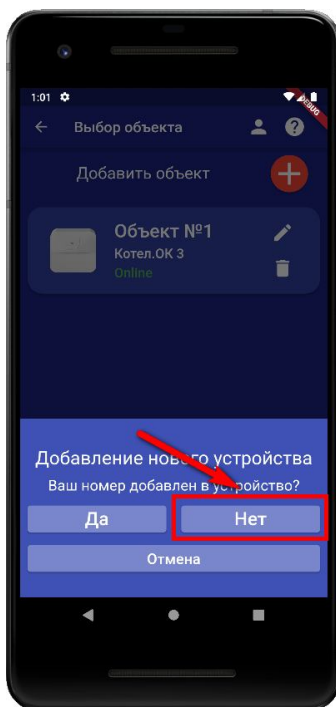 1:01
DEBUG
Выбор объекта
Добавить объект
Объект №1
Котел.ОК 3
Online
Добавление нового устройства
Ваш номер добавлен в устройство?
Да
Нет
Отмена